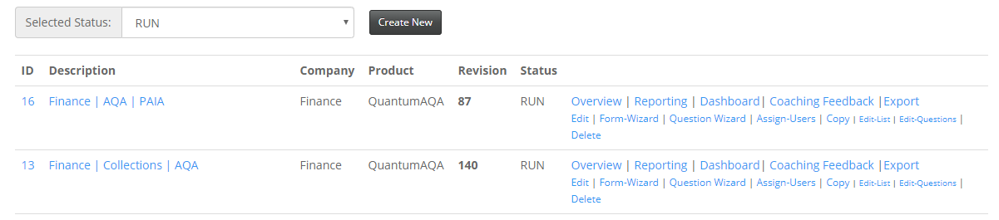 Selected Status: RUN Create New
ID Description Company Product Revision Status
16 Finance | AQA | PAIA Finance QuantumAQA 87 RUN Overview | Reporting | Dashboard| Coaching Feedback |Export
Edit | Form-Wizard | Question Wizard | Assign-Users | Copy | Edit-List | Edit-Questions |
Delete
13 Finance | Collections | AQA Finance QuantumAQA 140 RUN Overview | Reporting | Dashboard| Coaching Feedback |Export
Edit | Form-Wizard | Question Wizard | Assign-Users | Copy | Edit-List | Edit-Questions |
Delete